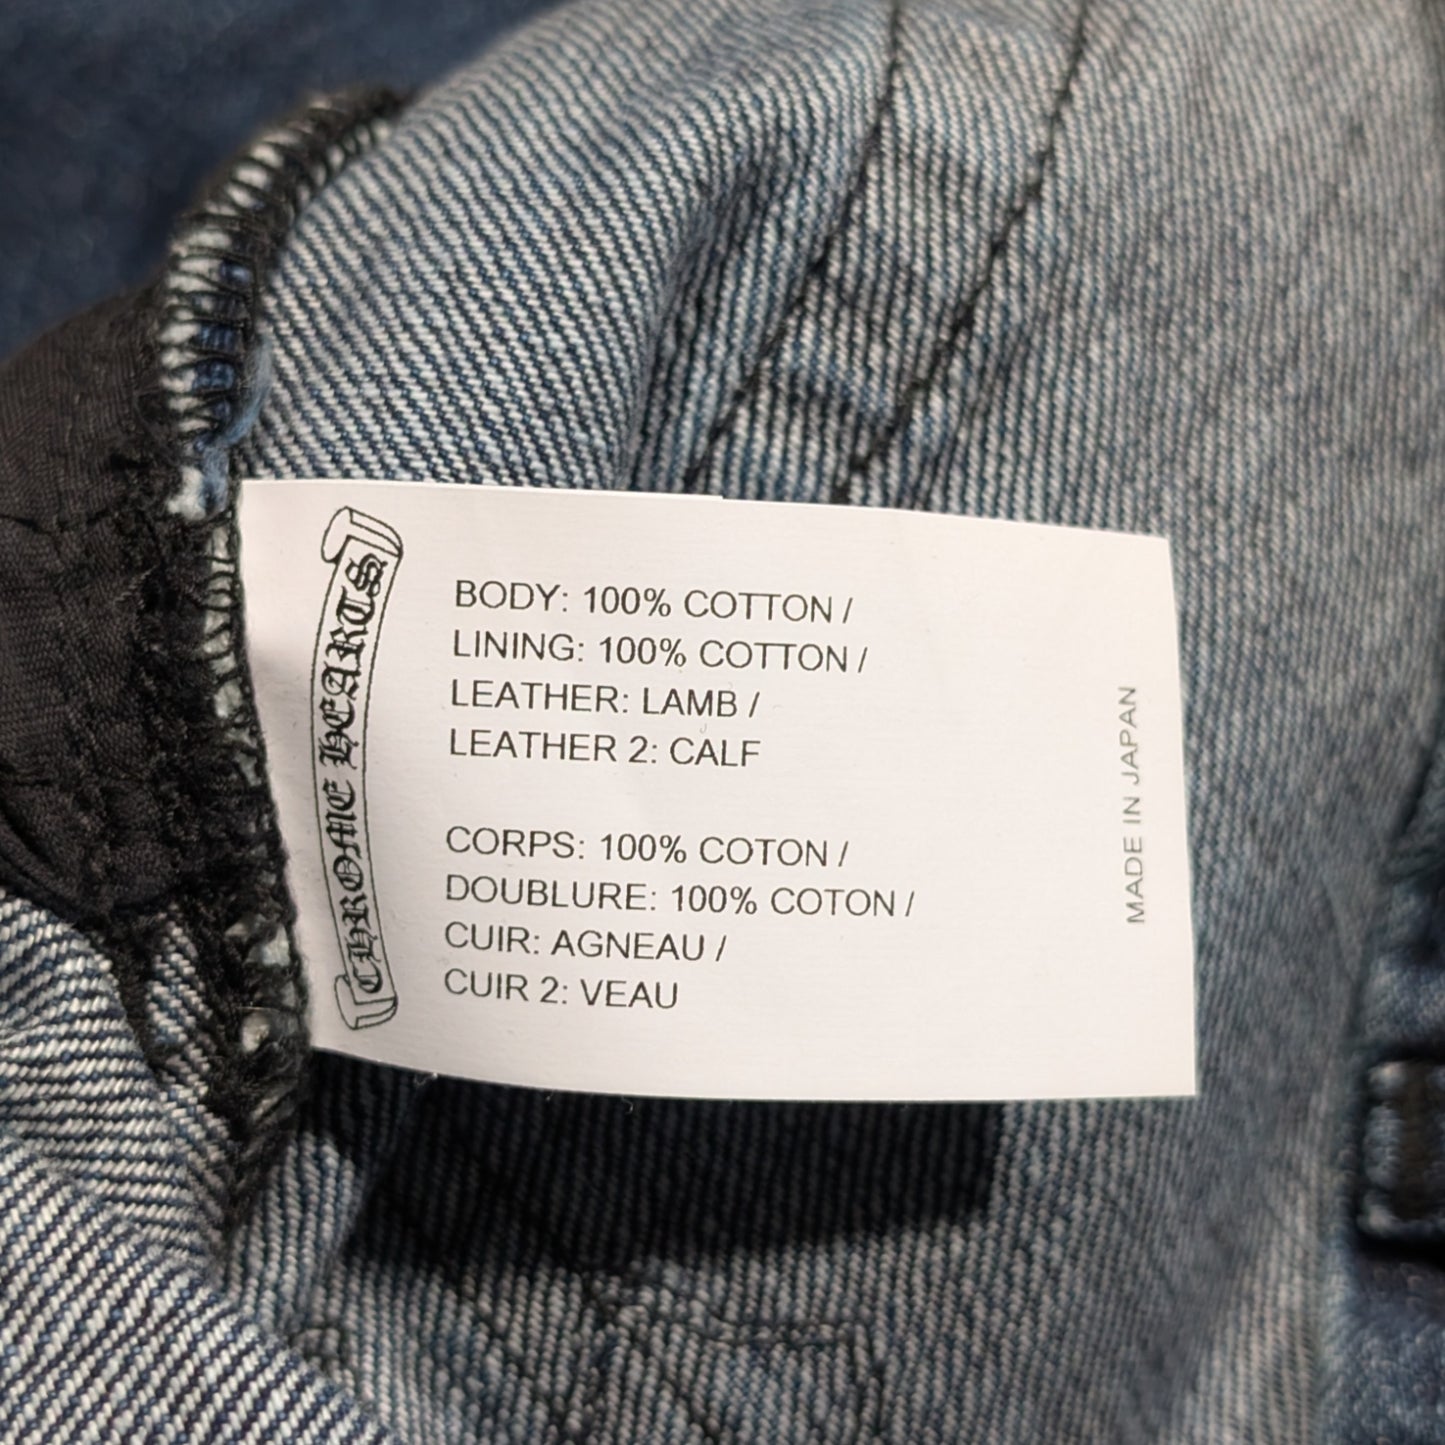 CHROME HEARTS
BODY: 100% COTTON /
LINING: 100% COTTON /
LEATHER: LAMB /
LEATHER 2: CALF
CORPS: 100% COTON /
DOUBLURE: 100% COTON /
CUIR: AGNEAU /
CUIR 2: VEAU
MADE IN JAPAN